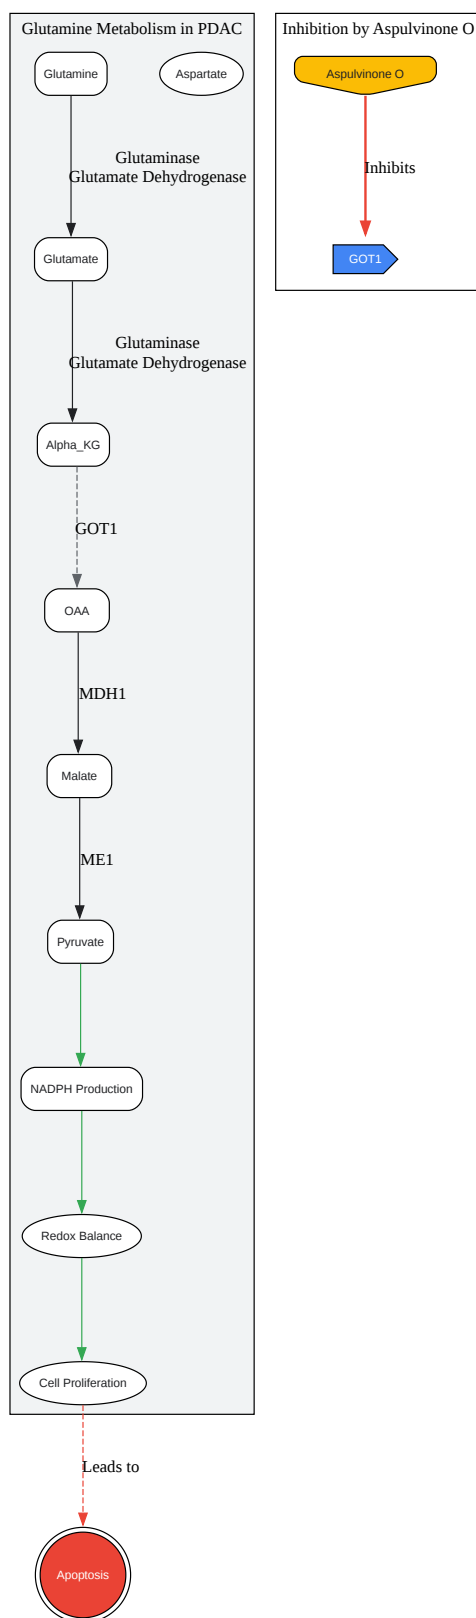 Glutamine Metabolism in PDAC
Glutamine
Aspartate
Glutaminase
Glutamate Dehydrogenase
Glutamate
Glutaminase
Glutamate Dehydrogenase
Alpha_KG
GOT1
OAA
MDH1
Malate
ME1
Pyruvate
NADPH Production
Redox Balance
Cell Proliferation
Leads to
Apoptosis
Inhibition by Aspulvinone O
Aspulvinone O
Inhibits
GOT1